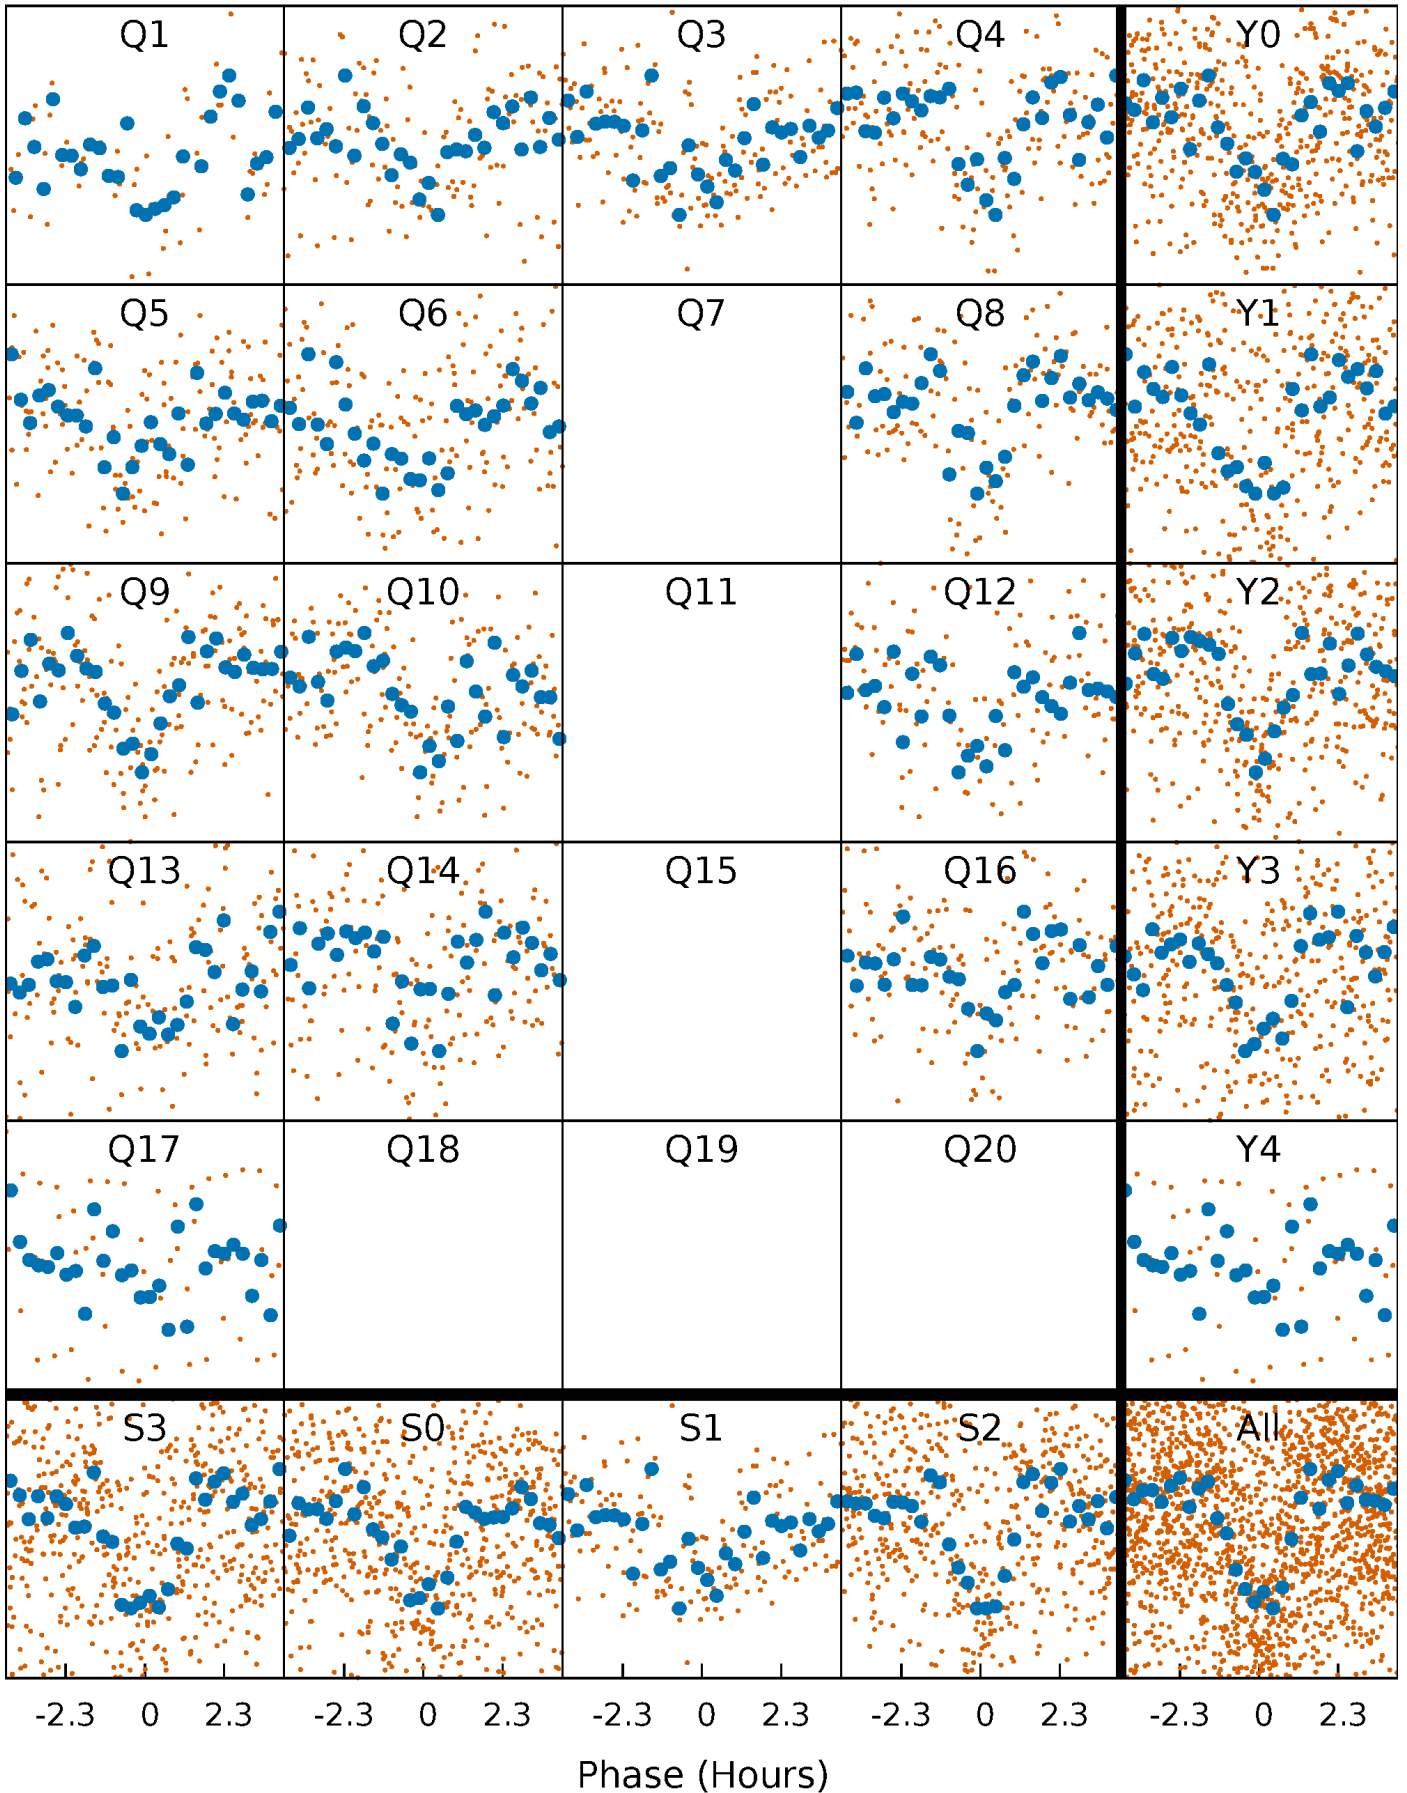 Q1 Q2 Q3 Q4 Y0
Q5 Q6 Q7 Q8 Y1
Q9 Q10 Q11 Q12 Y2
Q13 Q14 Q15 Q16 Y3
Q17 Q18 Q19 Q20 Y4
S3 S0 S1 S2 All
-2.3 0 2.3 -2.3 0 2.3 -2.3 0 2.3 -2.3 0 2.3 -2.3 0 2.3
Phase (Hours)